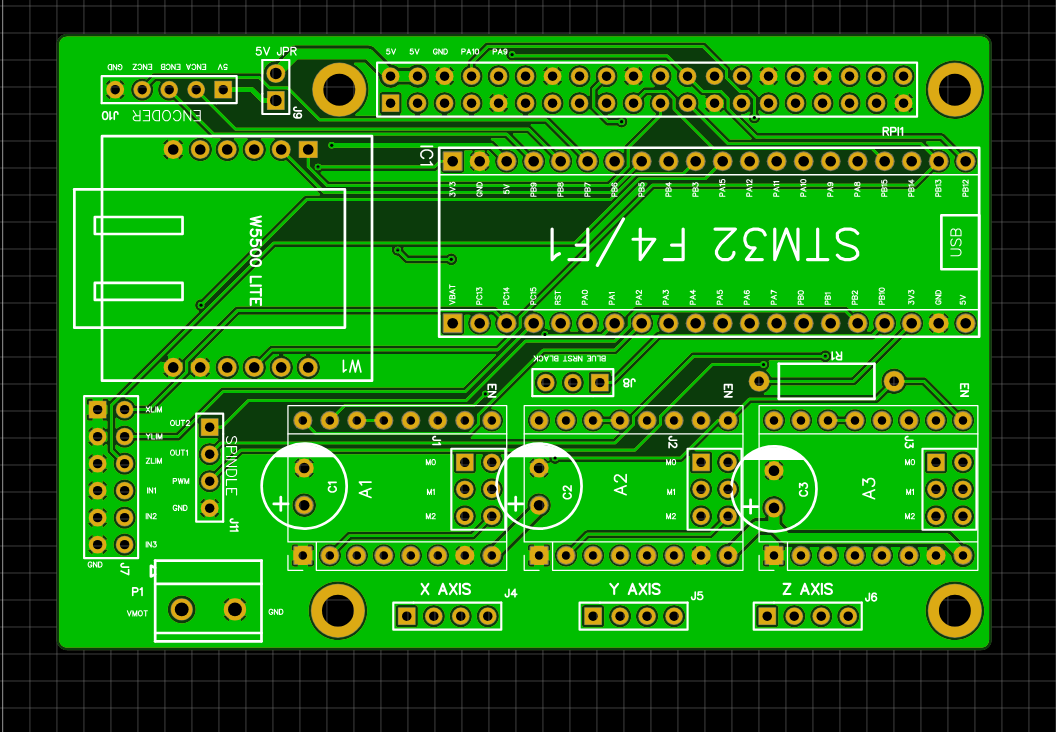 5V JPR
5V 5V GND PA10 PA9
GND ENCZ ENCB ENCA 5V
J9
J10
ENCODER
RPI1
IC1
3V3 GND 5V PB9 PB8 PB7 PB6 PB5 PB4 PB3 PA15 PA12 PA11 PA10 PA9 PA8 PB15 PB14 PB13 PB12
W5500 LITE
STM32 F4/F1
USB
VBAT PC13 PC14 PC15 RST PA0 PA1 PA2 PA3 PA4 PA5 PA6 PA7 PB0 PB1 PB2 PB10 3V3 GND 5V
W1
BLUE NRST BLACK
J8
R1
EN
EN
EN
XLIM
YLIM
ZLIM
IN1
IN2
IN3
GND
J7
OUT2
OUT1
PWM
GND
SPINDLE
J11
J1
C1
A1
M0
M1
M2
J2
C2
A2
M0
M1
M2
J3
C3
A3
M0
M1
M2
P1
VMOT
GND
X AXIS
J4
Y AXIS
J5
Z AXIS
J6